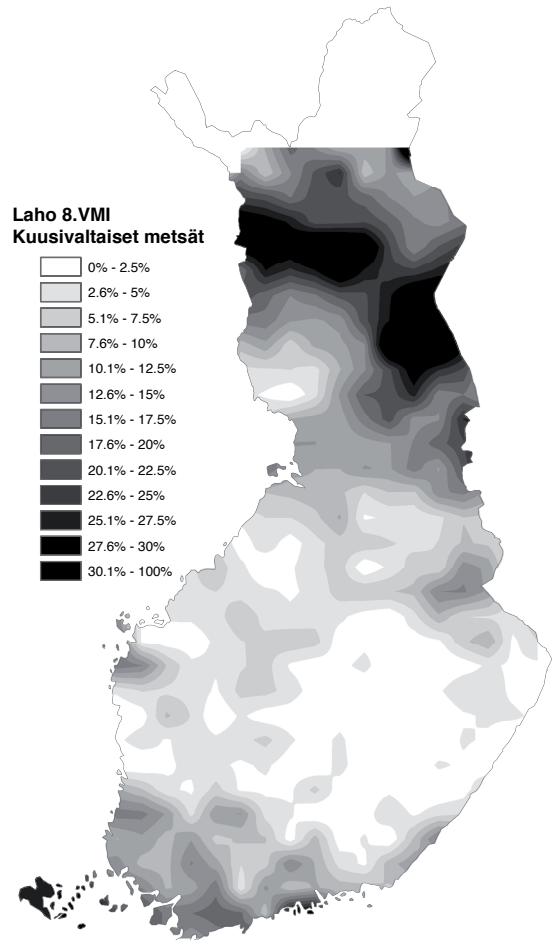 Laho 8.VMI
Kuusivaltaiset metsät
0% - 2.5%
2.6% - 5%
5.1% - 7.5%
7.6% - 10%
10.1% - 12.5%
12.6% - 15%
15.1% - 17.5%
17.6% - 20%
20.1% - 22.5%
22.6% - 25%
25.1% - 27.5%
27.6% - 30%
30.1% - 100%